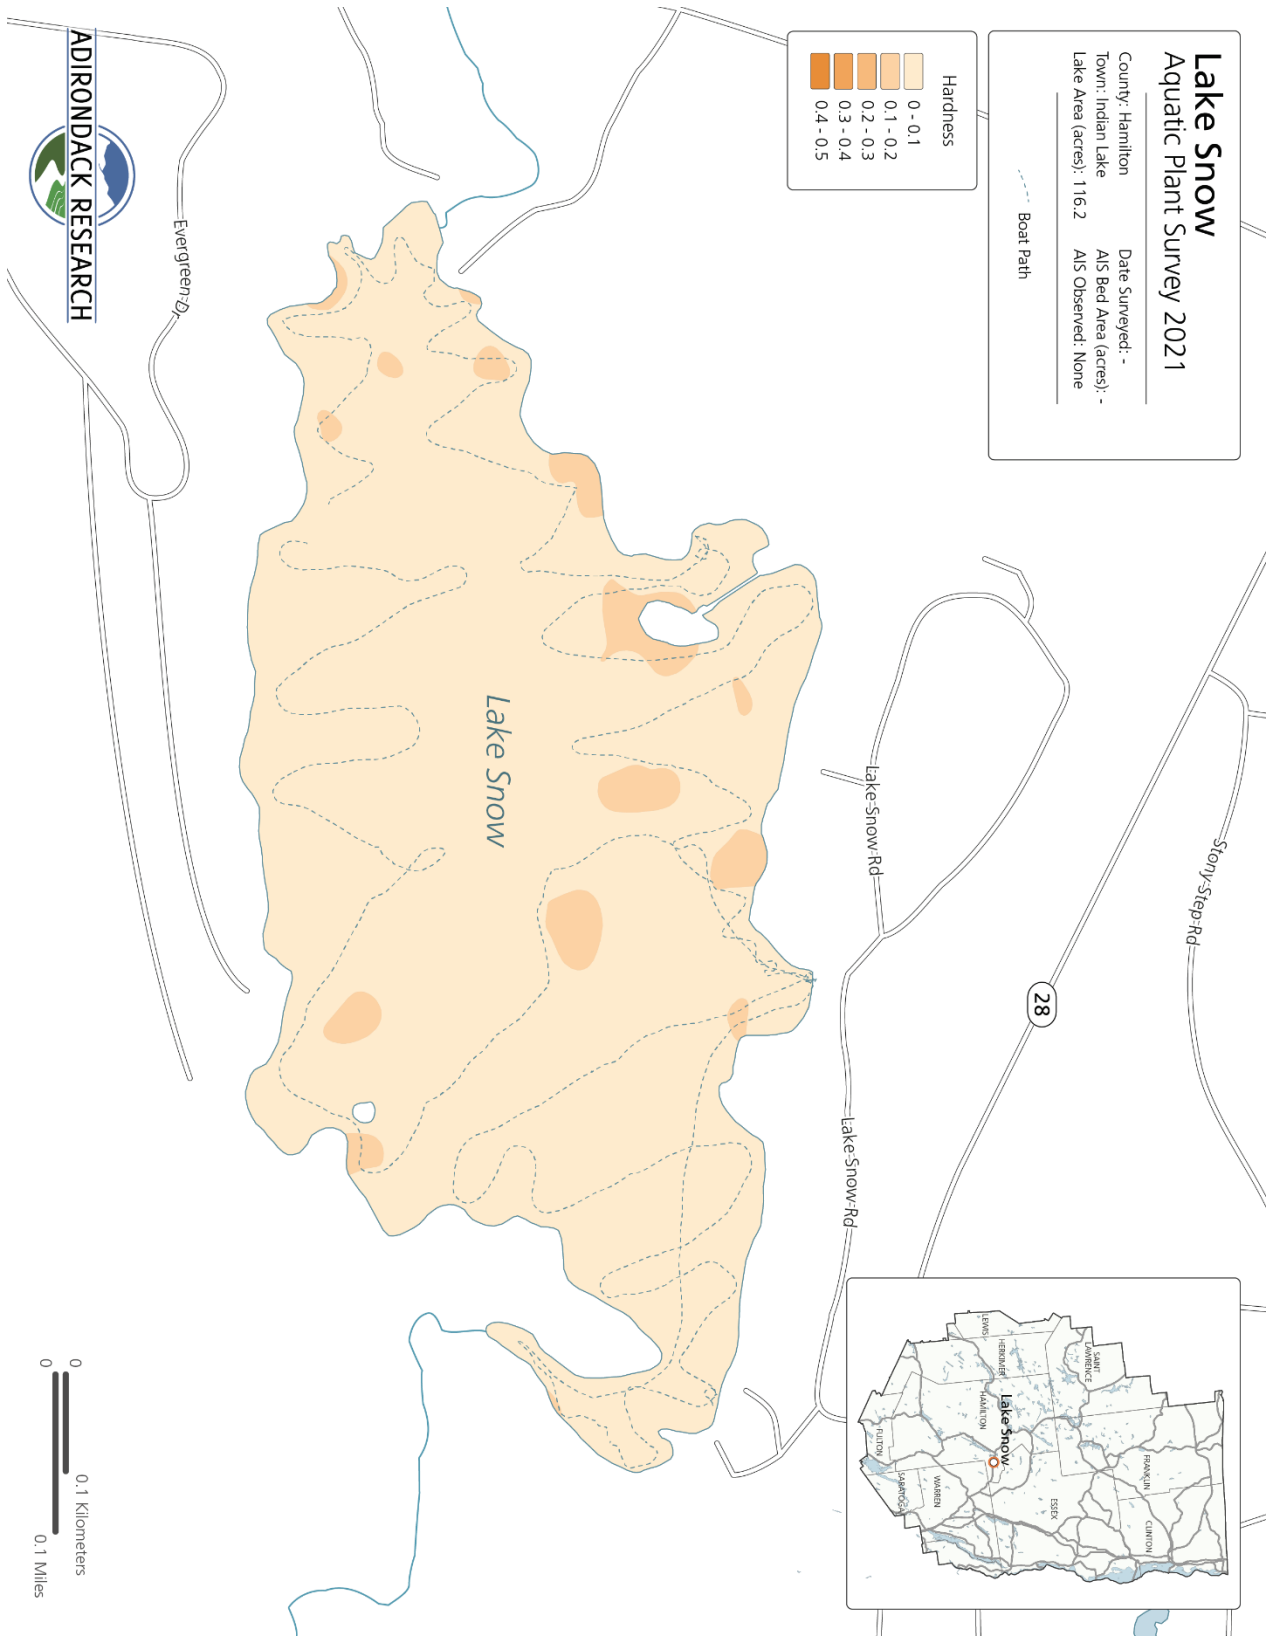 Lake Snow
Aquatic Plant Survey 2021
County: Hamilton
Date Surveyed: -
Town: Indian Lake
AIS Bed Area (acres): -
Lake Area (acres): 116.2
AIS Observed: None
Boat Path
Hardness
0 - 0.1
0.1 - 0.2
0.2 - 0.3
0.3 - 0.4
0.4 - 0.5
Stony Step Rd
28
Lake Snow Rd
Lake Snow Rd
Lake Snow
Evergreen Dr
ADIRONDACK RESEARCH
CLINTON
FRANKLIN
SAINT
LAWRENCE
ESSEX
LEWIS
HERKIMER
HAMILTON
Lake Snow
WARREN
SARATOGA
FULTON
0
0.1 Kilometers
0
0.1 Miles